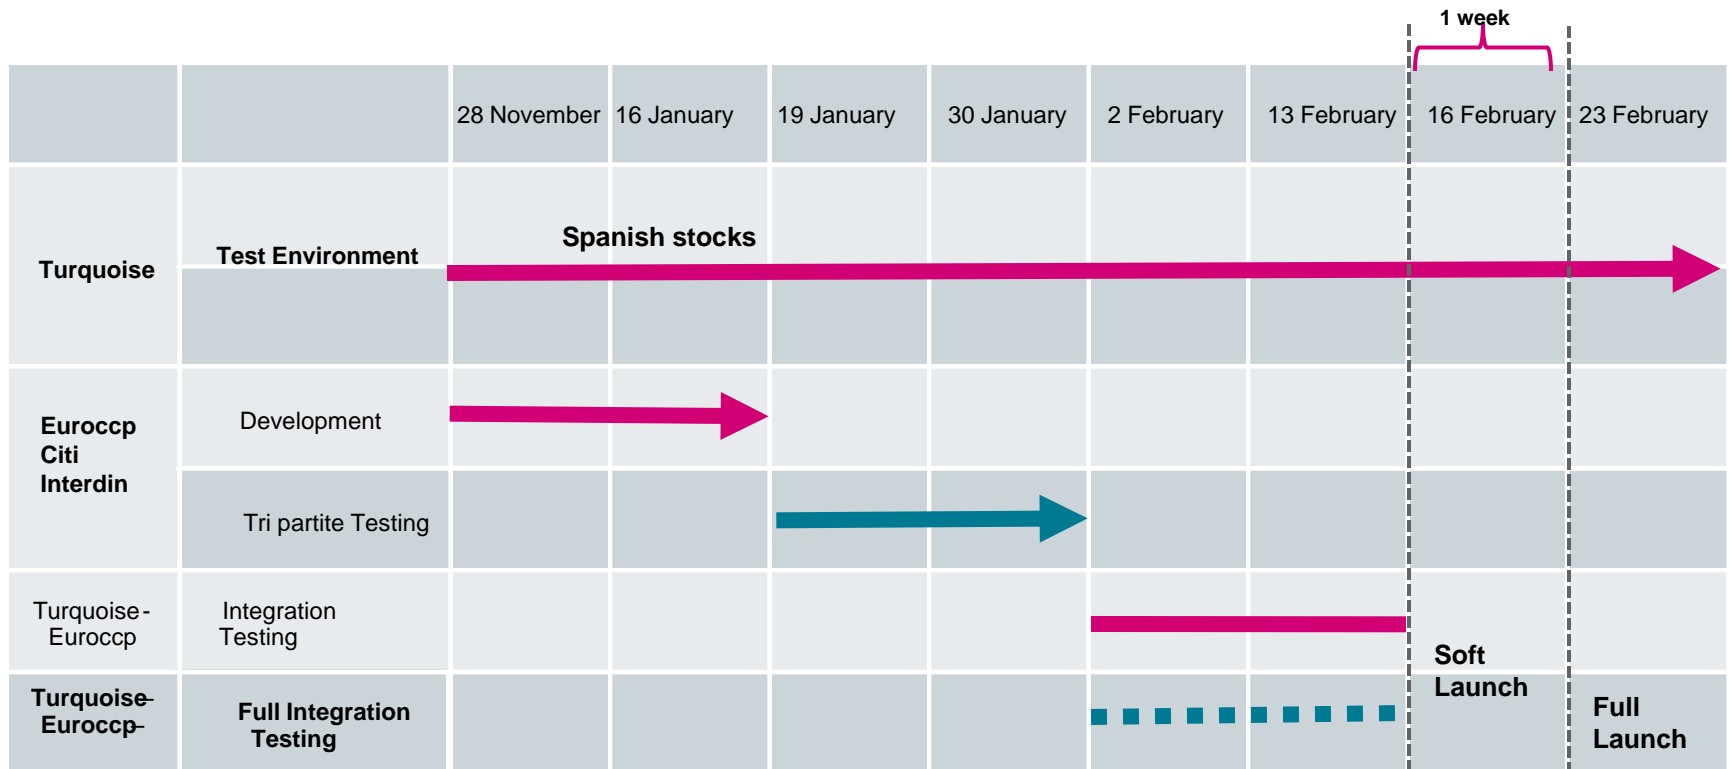 1 week
28 November 16 January 19 January 30 January 2 February 13 February 16 February 23 February
Turquoise
Test Environment
Spanish stocks
Euroccp
Citi
Interdin
Development
Tri partite Testing
Turquoise-
Euroccp
Integration
Testing
Soft
Launch
Turquoise–
Euroccp–
Full Integration
Testing
Full
Launch